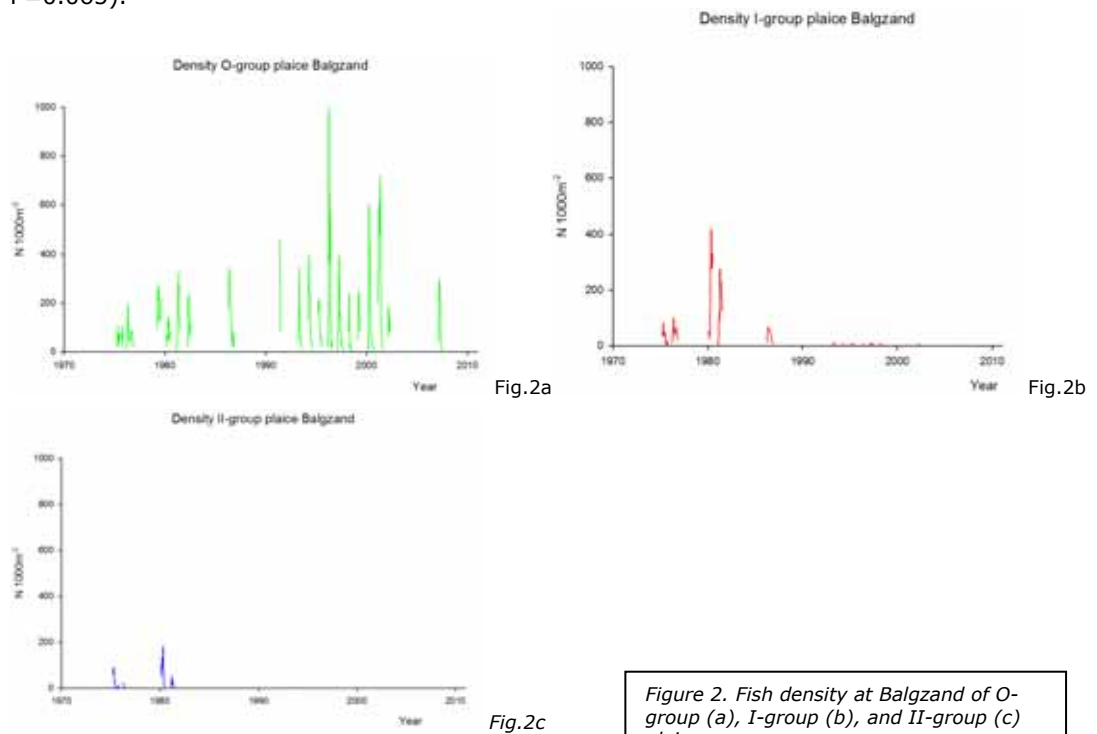 Density I-group plaice Balgzand
Density O-group plaice Balgzand
1000
800
600
400
200
0
N 1000m⁻²
1970
1980
1990
2000
2010
Year
Fig.2a
1000
800
600
400
200
0
N 1000m⁻²
1970
1980
1990
2000
2010
Year
Fig.2b
Density II-group plaice Balgzand
1000
800
600
400
200
0
N 1000m⁻²
1970
1980
1990
2000
2010
Year
Fig.2c
Figure 2. Fish density at Balgzand of O-
group (a), I-group (b), and II-group (c)